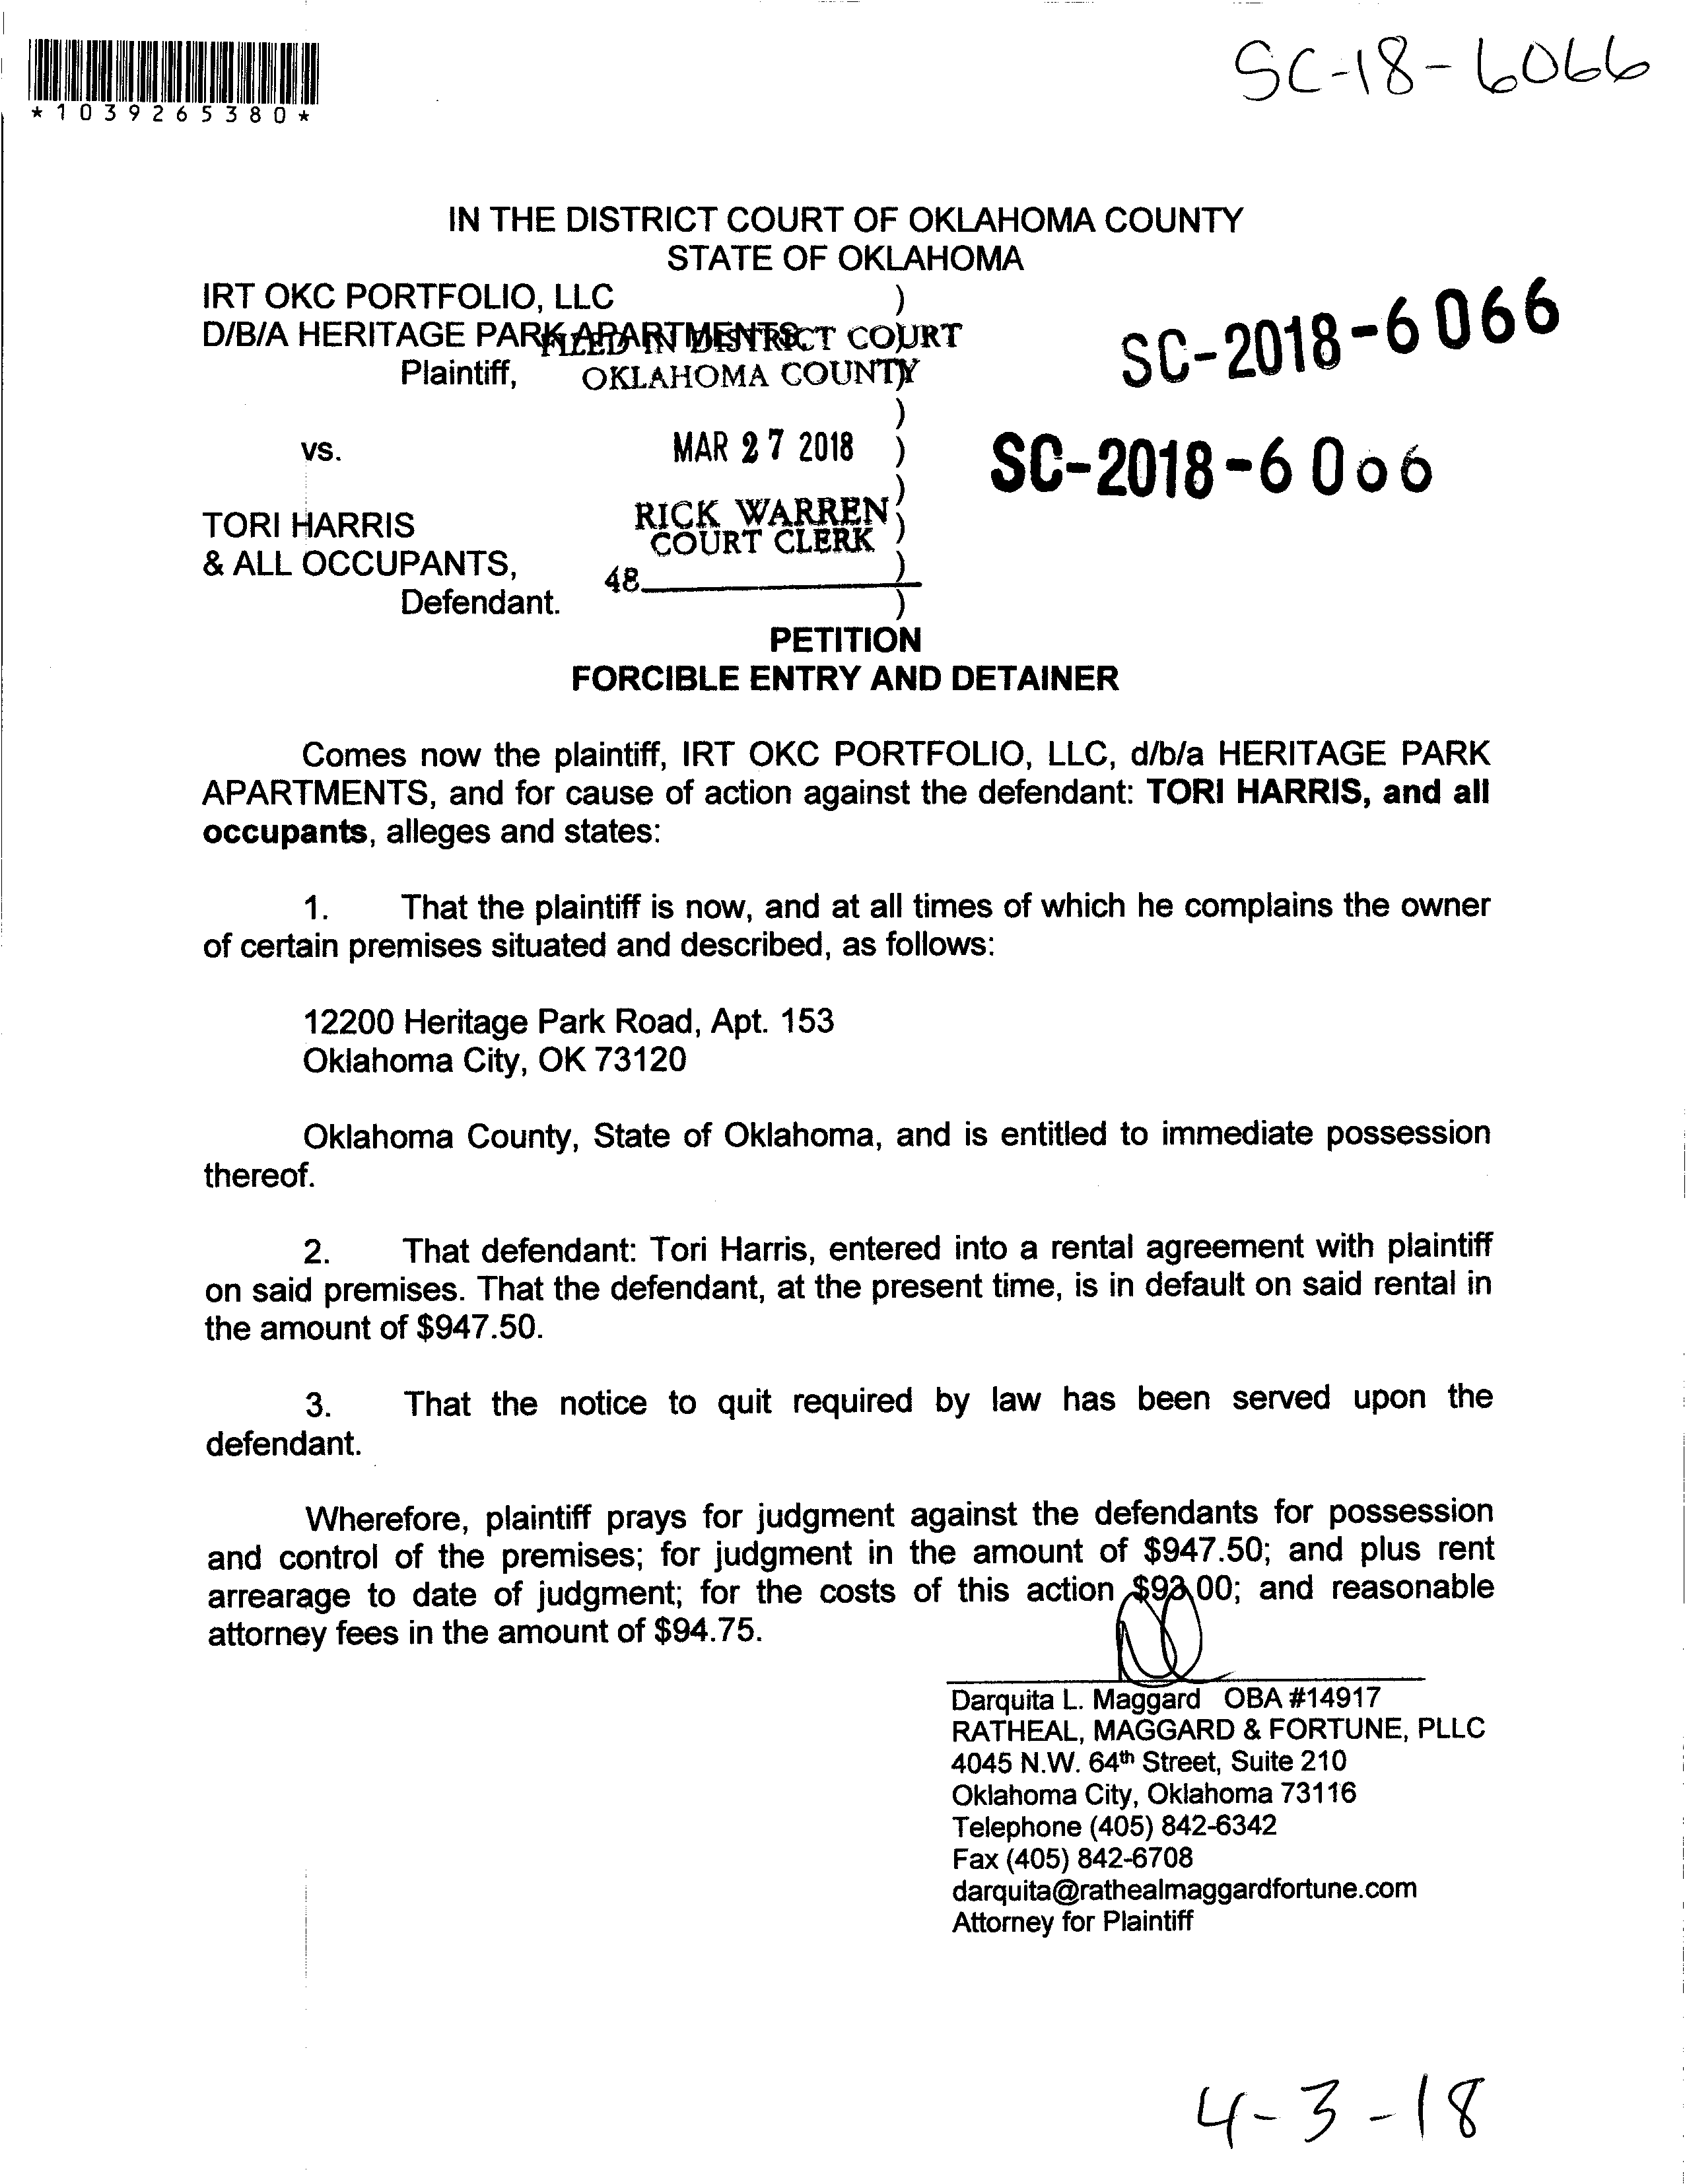 *1039265380*
SC-18-6066
IN THE DISTRICT COURT OF OKLAHOMA COUNTY
STATE OF OKLAHOMA
IRT OKC PORTFOLIO, LLC )
D/B/A HERITAGE PARK APARTMENTS )
FILED IN DISTRICT COURT
SC-2018-6066
Plaintiff, )
OKLAHOMA COUNTY
)
vs. )
MAR 27 2018
SC-2018-6066
)
TORI HARRIS )
RICK WARREN
COURT CLERK
& ALL OCCUPANTS, )
48
Defendant. )
PETITION
FORCIBLE ENTRY AND DETAINER
Comes now the plaintiff, IRT OKC PORTFOLIO, LLC, d/b/a HERITAGE PARK
APARTMENTS, and for cause of action against the defendant: TORI HARRIS, and all
occupants, alleges and states:
1. That the plaintiff is now, and at all times of which he complains the owner
of certain premises situated and described, as follows:
12200 Heritage Park Road, Apt. 153
Oklahoma City, OK 73120
Oklahoma County, State of Oklahoma, and is entitled to immediate possession
thereof.
2. That defendant: Tori Harris, entered into a rental agreement with plaintiff
on said premises. That the defendant, at the present time, is in default on said rental in
the amount of $947.50.
3. That the notice to quit required by law has been served upon the
defendant.
Wherefore, plaintiff prays for judgment against the defendants for possession
and control of the premises; for judgment in the amount of $947.50; and plus rent
arrearage to date of judgment; for the costs of this action and reasonable
attorney fees in the amount of $94.75.
Darquita L. Maggard OBA #14917
RATHEAL, MAGGARD & FORTUNE, PLLC
4045 N.W. 64th Street, Suite 210
Oklahoma City, Oklahoma 73116
Telephone (405) 842-6342
Fax (405) 842-6708
darquita@rathealmaggardfortune.com
Attorney for Plaintiff
4-3-18